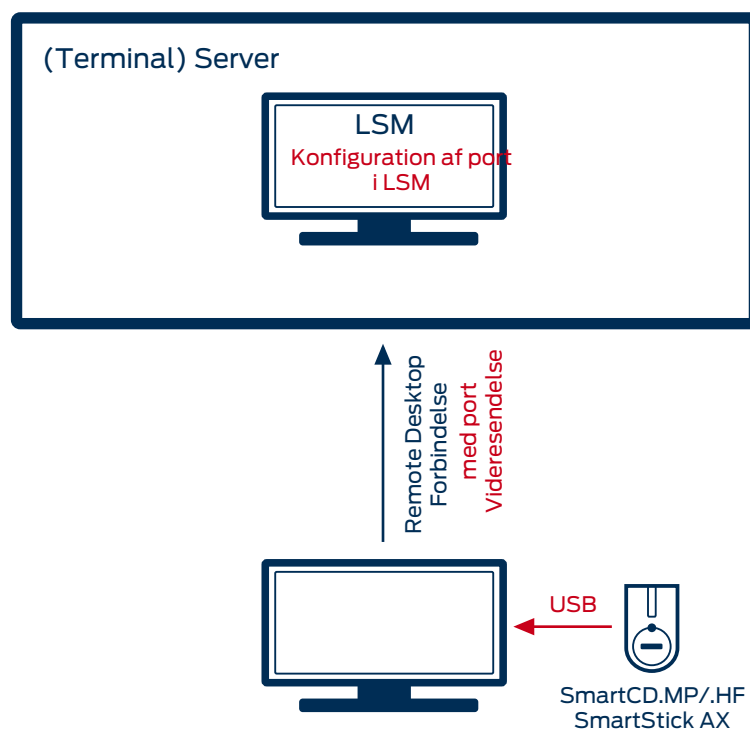 (Terminal) Server
LSM
Konfiguration af port
i LSM
Remote Desktop
Forbindelse
med port
Videresendelse
USB
SmartCD.MP/.HF
SmartStick AX